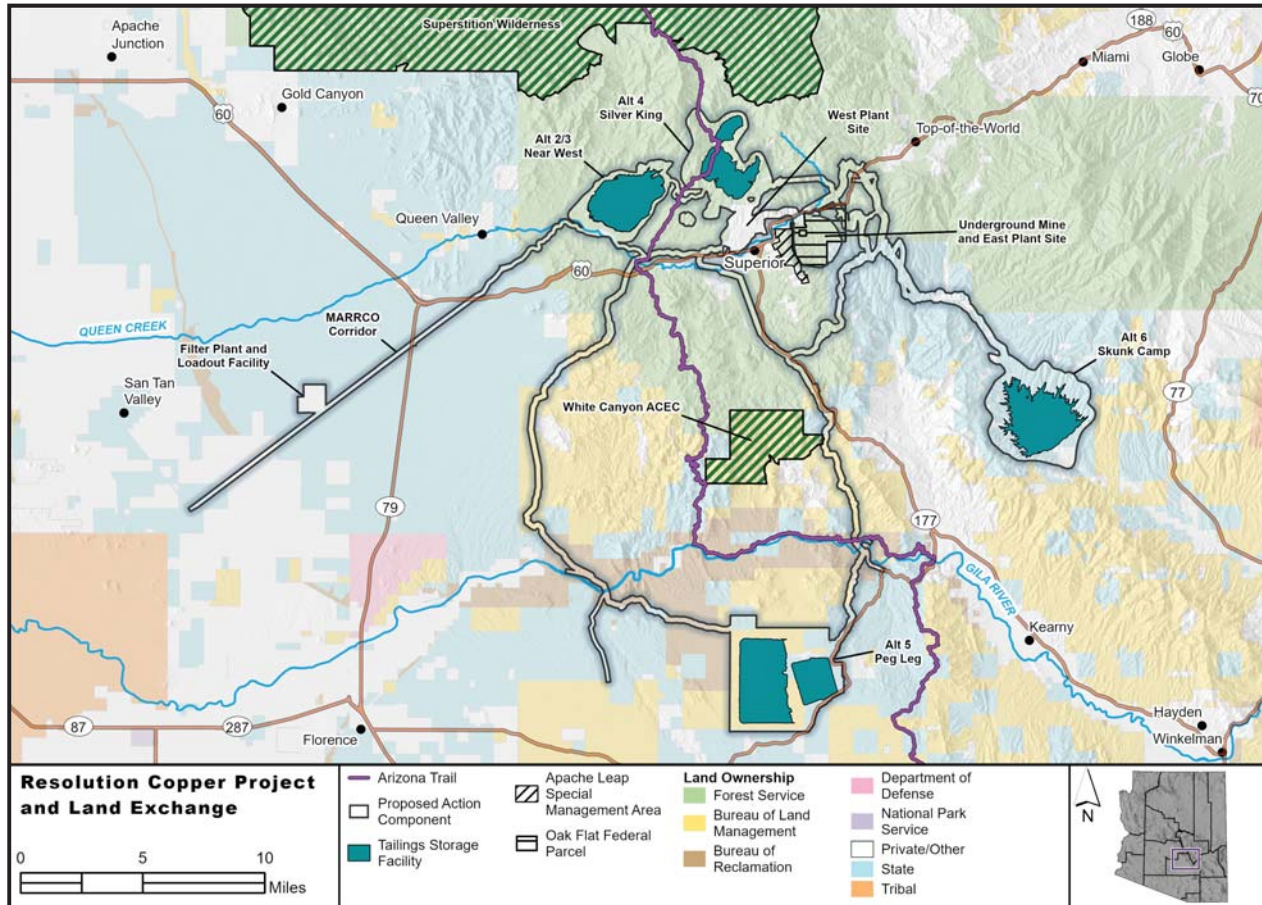 Superstition Wilderness
Apache
Junction
188
60
Miami
Globe
70
Gold Canyon
60
Alt 4
Silver King
West Plant
Site
Top-of-the-World
Alt 2/3
Near West
Queen Valley
Underground Mine
and East Plant Site
Superior
60
QUEEN CREEK
MARRCO
Corridor
Filter Plant and
Loadout Facility
Alt 6
Skunk Camp
San Tan
Valley
77
White Canyon ACEC
79
177
GILA RIVER
Kearny
Alt 5
Peg Leg
87
287
Florence
Hayden
Winkelman
Resolution Copper Project
and Land Exchange
0
5
10
Miles
Arizona Trail
Proposed Action
Component
Tailings Storage
Facility
Apache Leap
Special
Management Area
Oak Flat Federal
Parcel
Land Ownership
Forest Service
Bureau of Land
Management
Bureau of
Reclamation
Department of
Defense
National Park
Service
Private/Other
State
Tribal
N